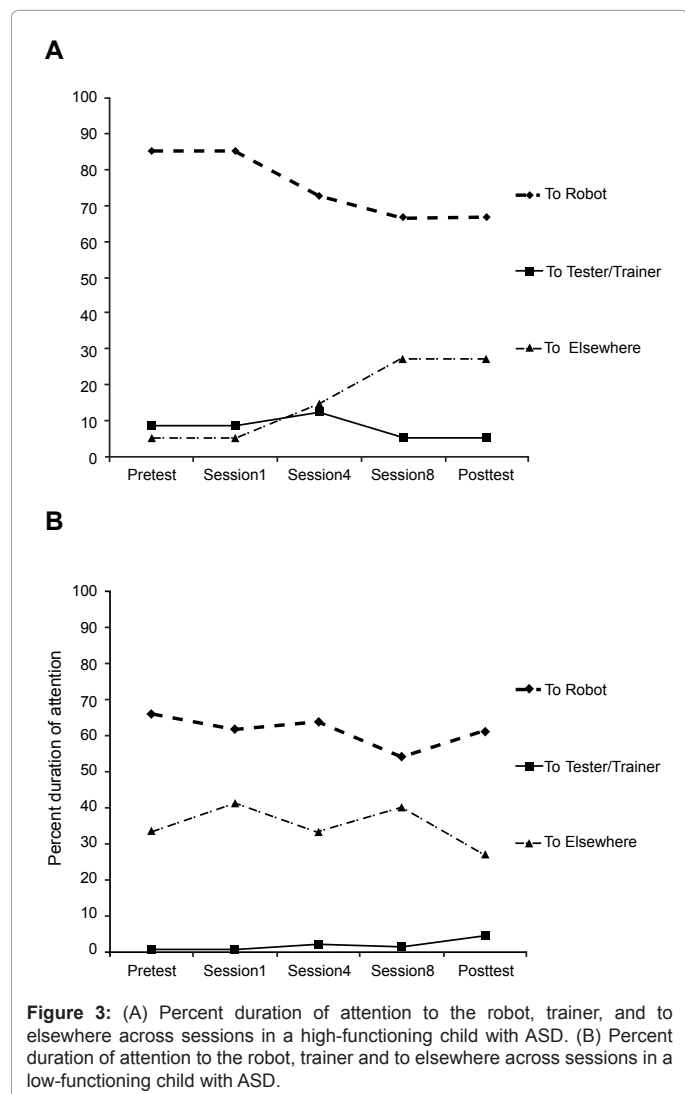 A
100
90
80
70
60
50
40
30
20
10
0
Pretest Session1 Session4 Session8 Posttest
To Robot
To Tester/Trainer
To Elsewhere
B
Percent duration of attention
100
90
80
70
60
50
40
30
20
10
0
Pretest Session1 Session4 Session8 Posttest
To Robot
To Tester/Trainer
To Elsewhere
Figure 3: (A) Percent duration of attention to the robot, trainer, and to
elsewhere across sessions in a high-functioning child with ASD. (B) Percent
duration of attention to the robot, trainer and to elsewhere across sessions in a
low-functioning child with ASD.